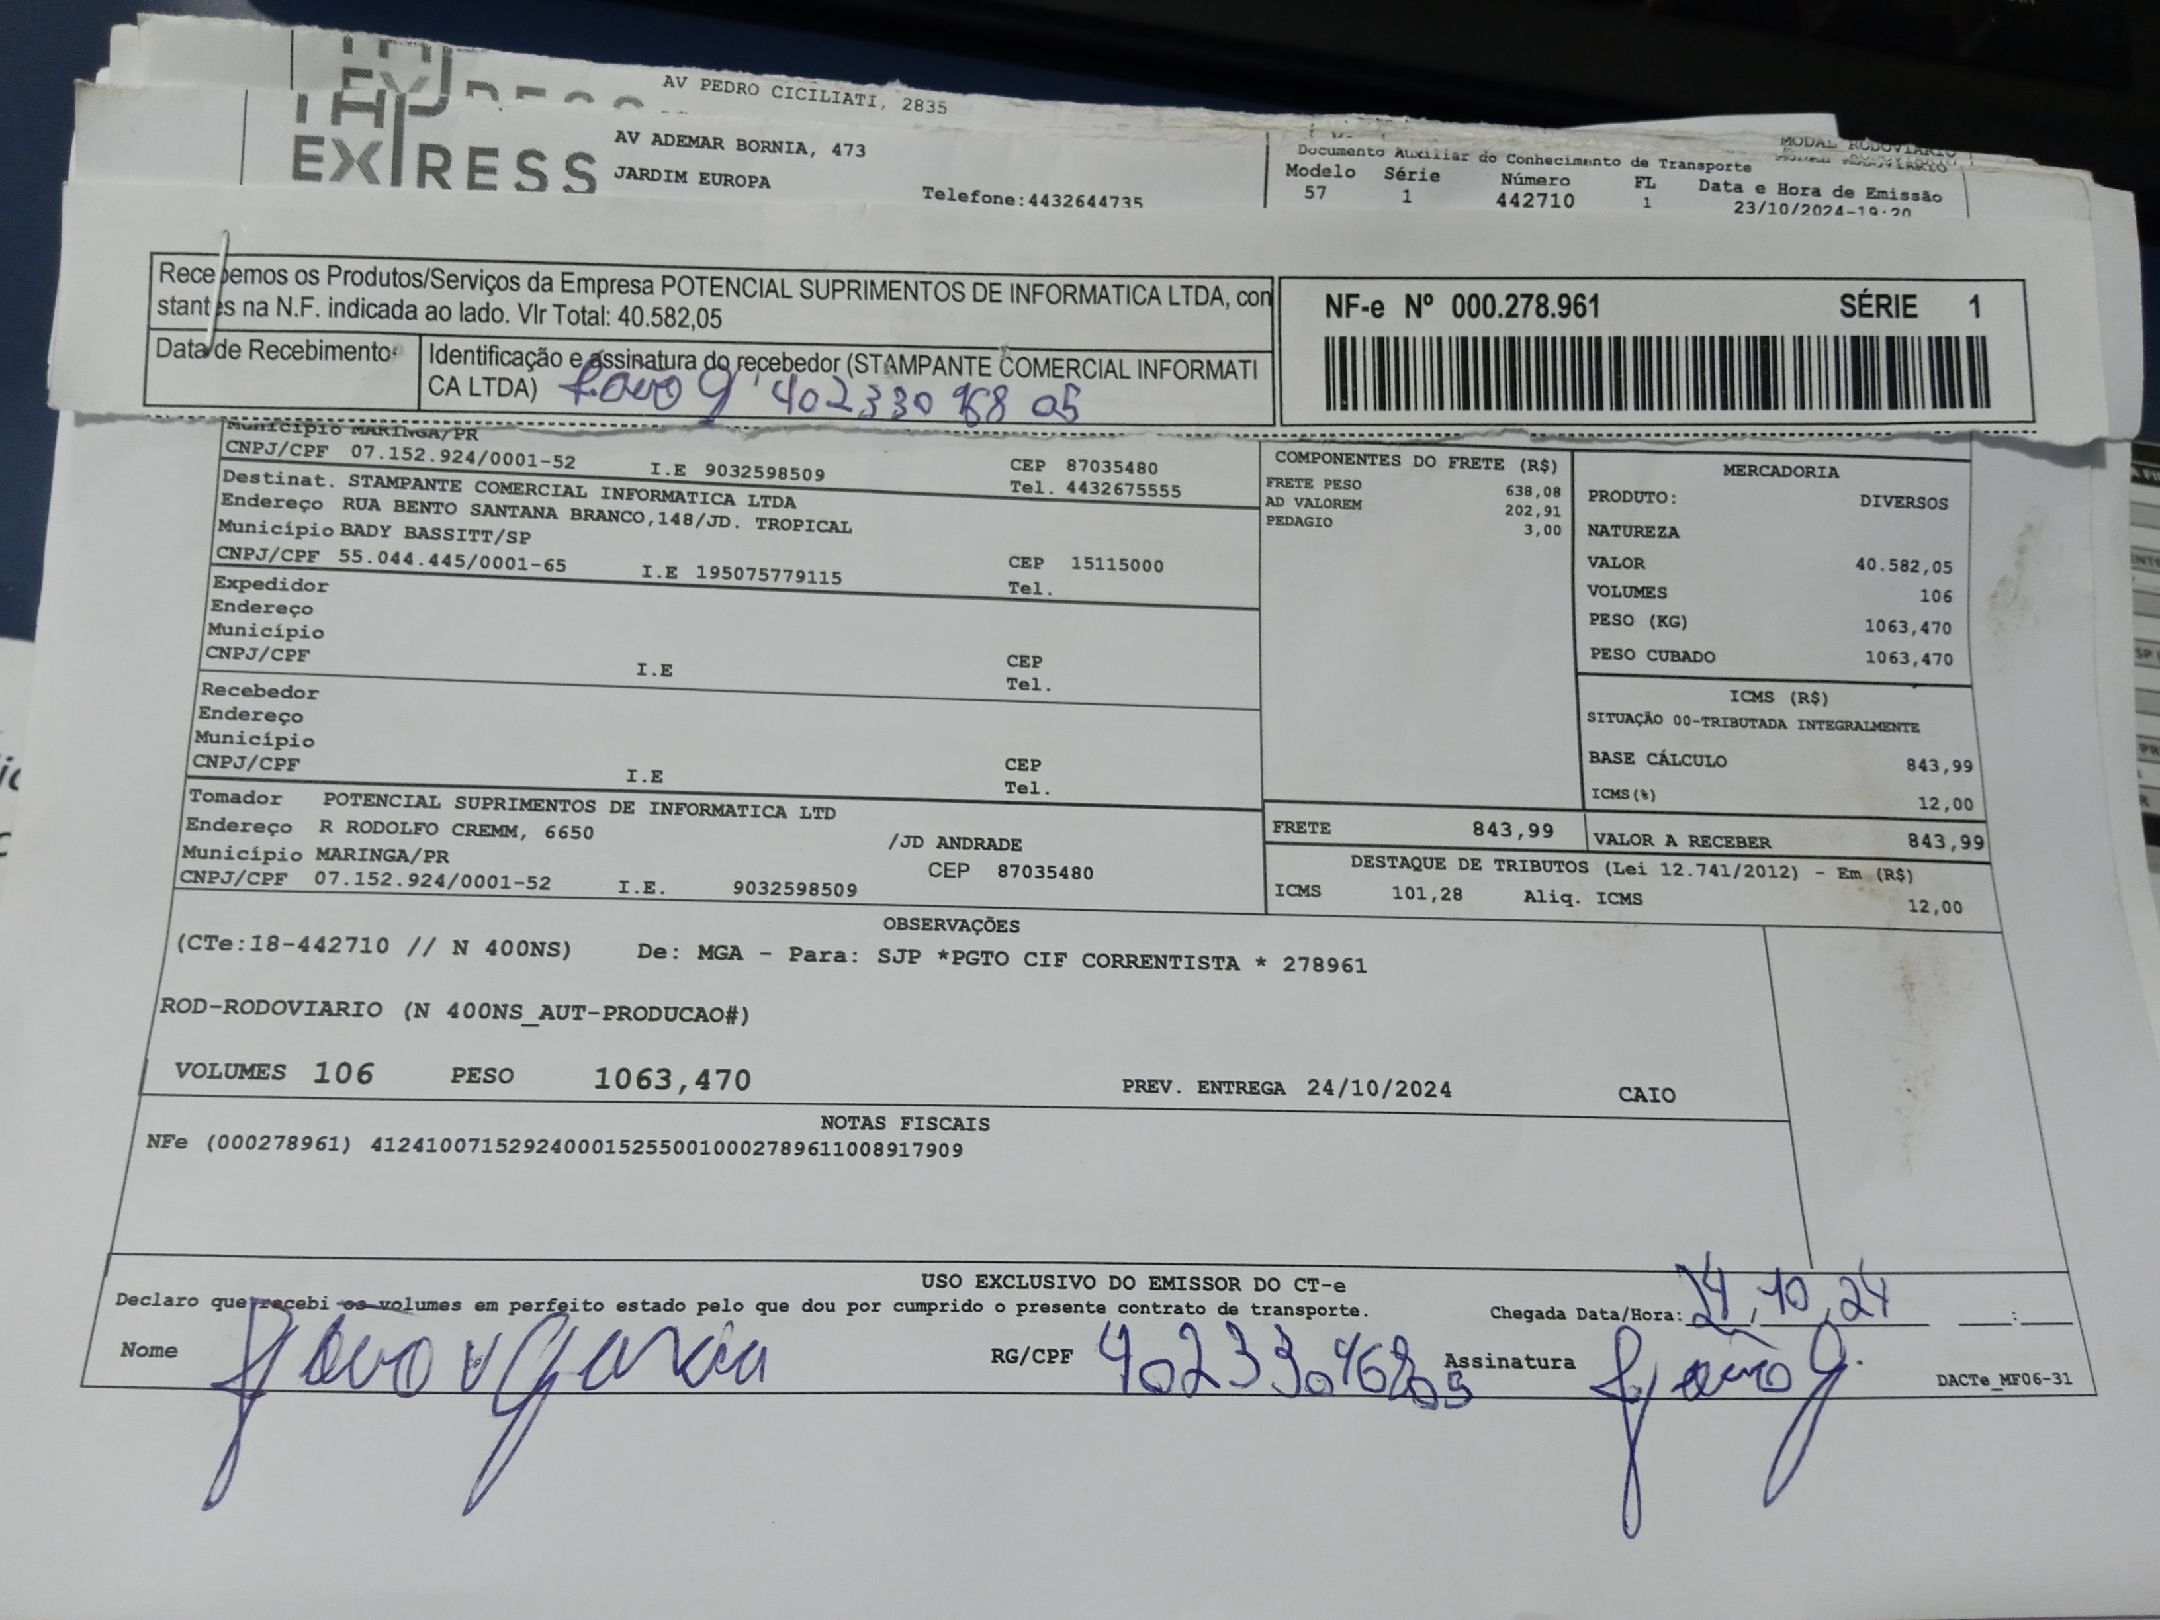 AV PEDRO CICILIATI, 2835
EXPRESS
AV ADEMAR BORNIA, 473
JARDIM EUROPA
Telefone:4432644735
MODAL RODOVIARIO
Documento Auxiliar do Conhecimento de Transporte
Modelo Série Número FL Data e Hora de Emissão
57 1 442710 1 23/10/2024-19:20
Recebemos os Produtos/Serviços da Empresa POTENCIAL SUPRIMENTOS DE INFORMATICA LTDA, con
stantes na N.F. indicada ao lado. Vlr Total: 40.582,05
Data de Recebimento
Identificação e assinatura do recebedor (STAMPANTE COMERCIAL INFORMATI
CA LTDA) 402330968 05
NF-e Nº 000.278.961 SÉRIE 1
Município MARINGA/PR
CNPJ/CPF 07.152.924/0001-52 I.E 9032598509 CEP 87035480
Tel. 4432675555
Destinat. STAMPANTE COMERCIAL INFORMATICA LTDA
Endereço RUA BENTO SANTANA BRANCO,148/JD. TROPICAL
Município BADY BASSITT/SP
CNPJ/CPF 55.044.445/0001-65 I.E 195075779115 CEP 15115000
Tel.
Expedidor
Endereço
Município
CNPJ/CPF I.E CEP
Tel.
Recebedor
Endereço
Município
CNPJ/CPF I.E CEP
Tel.
Tomador POTENCIAL SUPRIMENTOS DE INFORMATICA LTD
Endereço R RODOLFO CREMM, 6650 /JD ANDRADE
Município MARINGA/PR CEP 87035480
CNPJ/CPF 07.152.924/0001-52 I.E. 9032598509
COMPONENTES DO FRETE (R$)
FRETE PESO 638,08
AD VALOREM 202,91
PEDAGIO 3,00
MERCADORIA
PRODUTO: DIVERSOS
NATUREZA
VALOR 40.582,05
VOLUMES 106
PESO (KG) 1063,470
PESO CUBADO 1063,470
ICMS (R$)
SITUAÇÃO 00-TRIBUTADA INTEGRALMENTE
BASE CÁLCULO 843,99
ICMS(%) 12,00
FRETE 843,99 VALOR A RECEBER 843,99
DESTAQUE DE TRIBUTOS (Lei 12.741/2012) - Em (R$)
ICMS 101,28 Aliq. ICMS 12,00
OBSERVAÇÕES
(CTe:18-442710 // N 400NS) De: MGA - Para: SJP *PGTO CIF CORRENTISTA * 278961
ROD-RODOVIARIO (N 400NS_AUT-PRODUCAO#)
VOLUMES 106 PESO 1063,470 PREV. ENTREGA 24/10/2024 CAIO
NOTAS FISCAIS
NFe (000278961) 41241007152924000152550010002789611008917909
USO EXCLUSIVO DO EMISSOR DO CT-e
Declaro que recebi os volumes em perfeito estado pelo que dou por cumprido o presente contrato de transporte.
Chegada Data/Hora: 24,10,24 __:__
Nome João V Garcia RG/CPF 40233096805 Assinatura João G.
DACTe_MF06-31